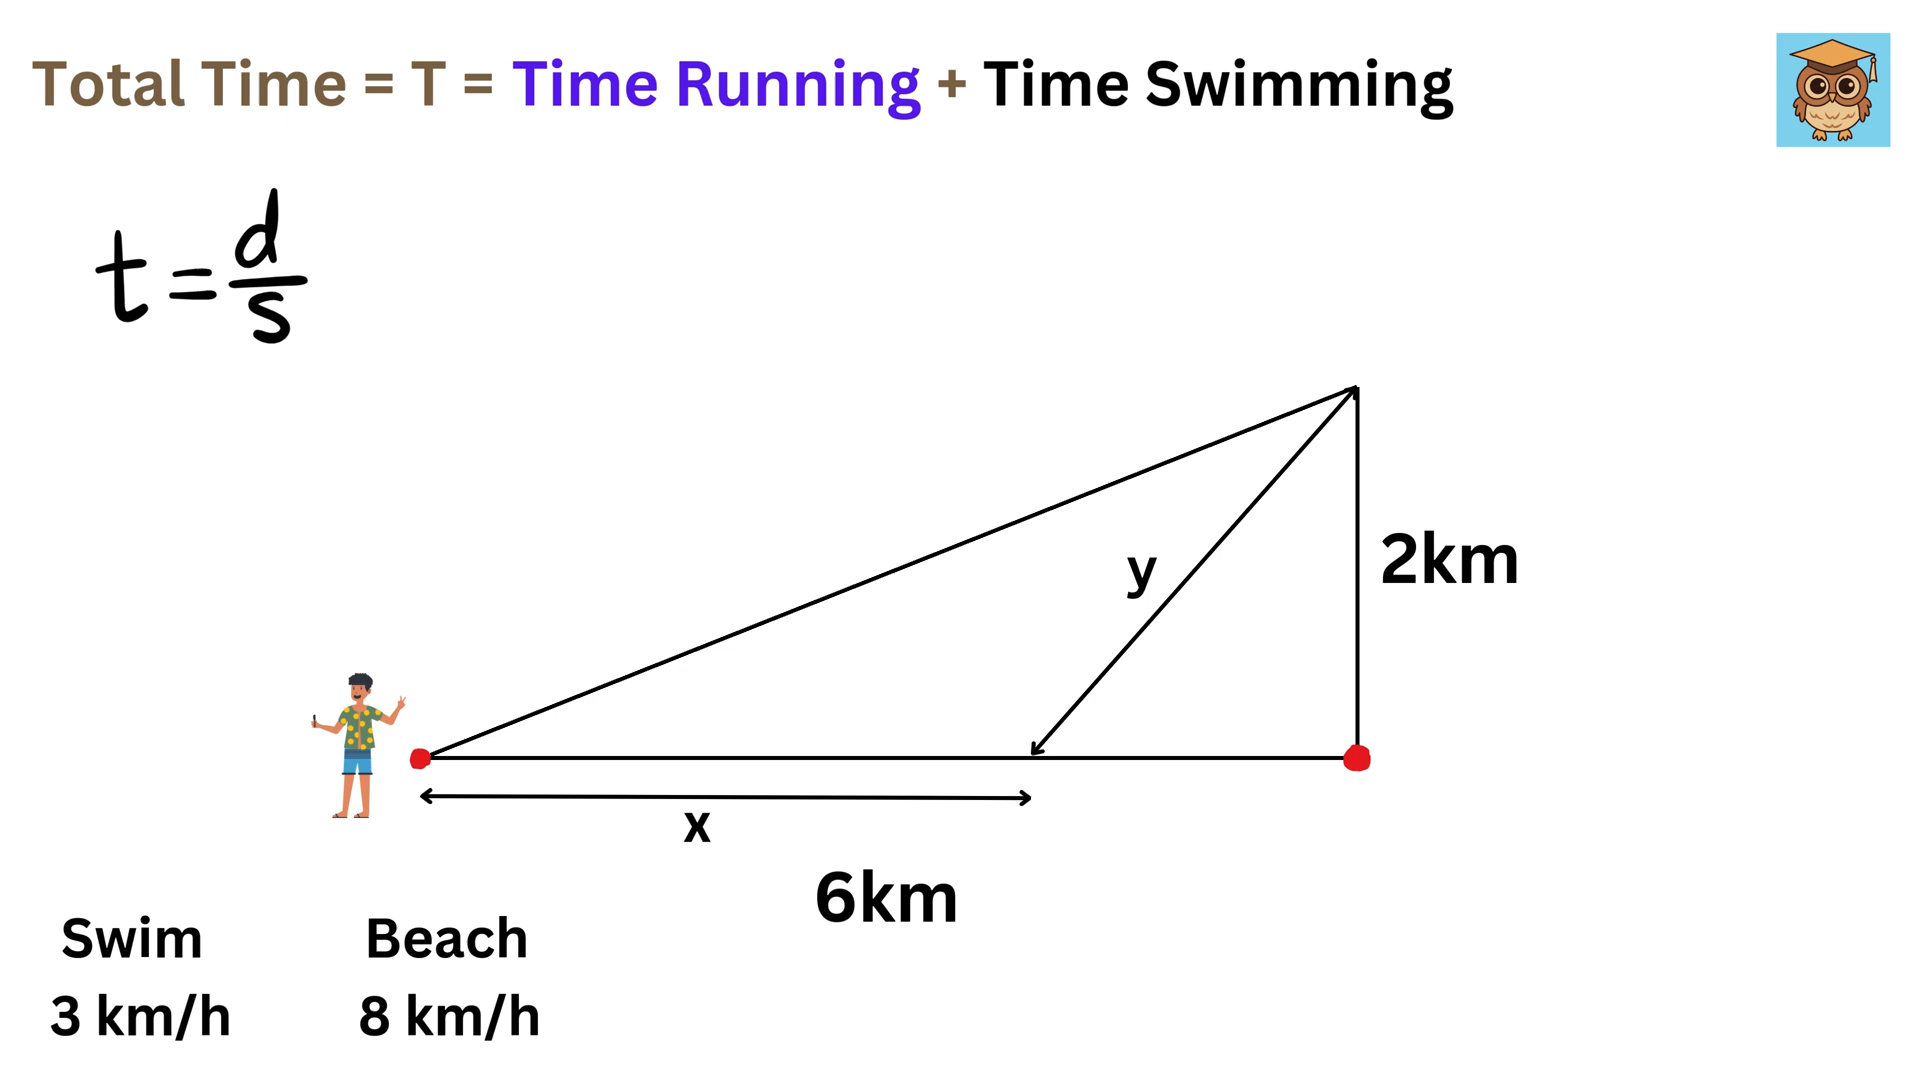 Total Time = T = Time Running + Time Swimming
t = d/s
y
2km
x
6km
Swim Beach
3 km/h 8 km/h